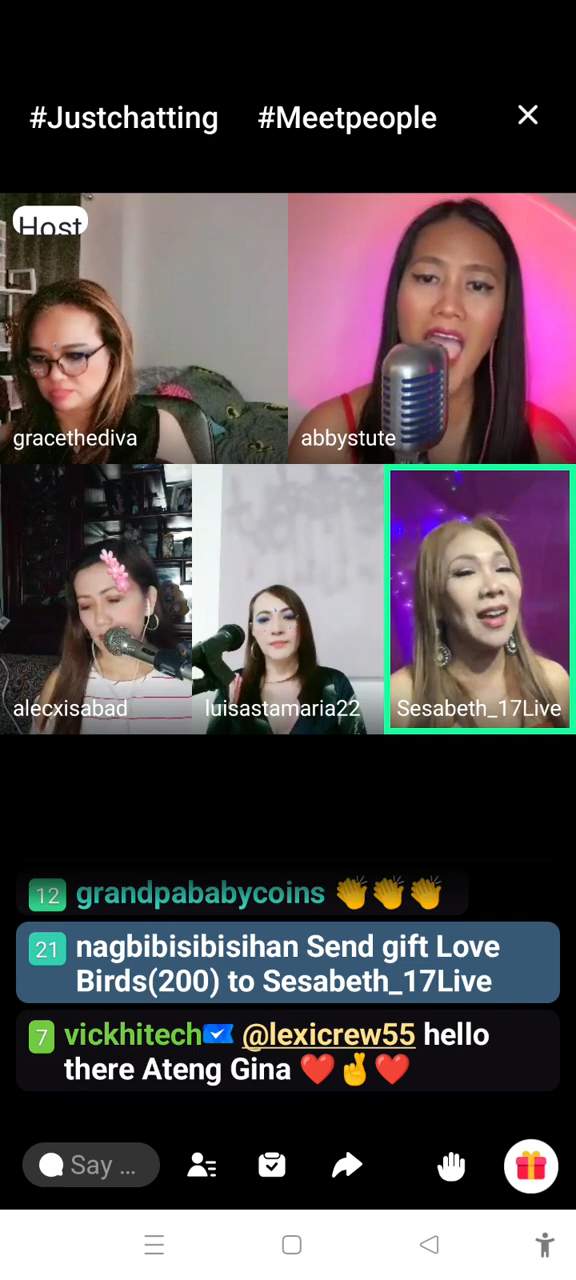 #Justchatting #Meetpeople
Host
gracethediva
abbystute
alecxisabad
luisastamaria22
Sesabeth_17Live
12 grandpababycoins 👏👏👏
21 nagbibisibisihan Send gift Love
Birds(200) to Sesabeth_17Live
7 vickhitech @lexicrew55 hello
there Ateng Gina ❤️🤞❤️
Say ...